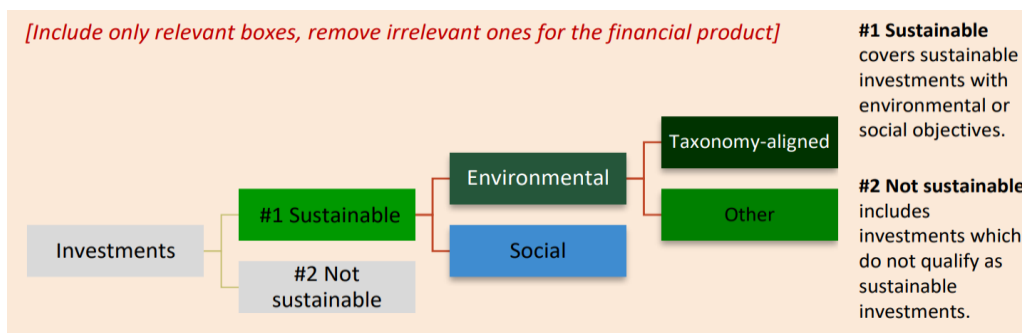 [Include only relevant boxes, remove irrelevant ones for the financial product]
Investments
#1 Sustainable
#2 Not
sustainable
Environmental
Social
Taxonomy-aligned
Other
#1 Sustainable
covers sustainable
investments with
environmental or
social objectives.
#2 Not sustainable
includes
investments which
do not qualify as
sustainable
investments.